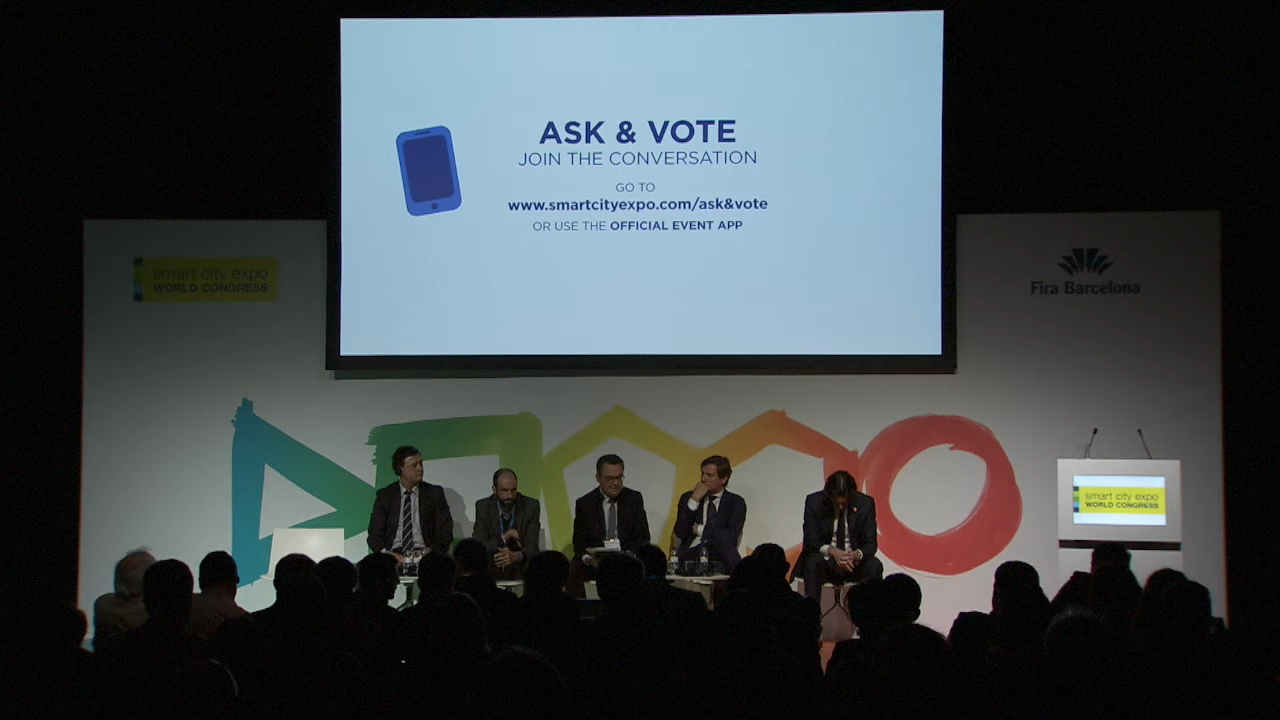 ASK & VOTE
JOIN THE CONVERSATION
GO TO
www.smartcityexpo.com/ask&vote
OR USE THE OFFICIAL EVENT APP
smart city expo
WORLD CONGRESS
Fira Barcelona
smart city expo
WORLD CONGRESS